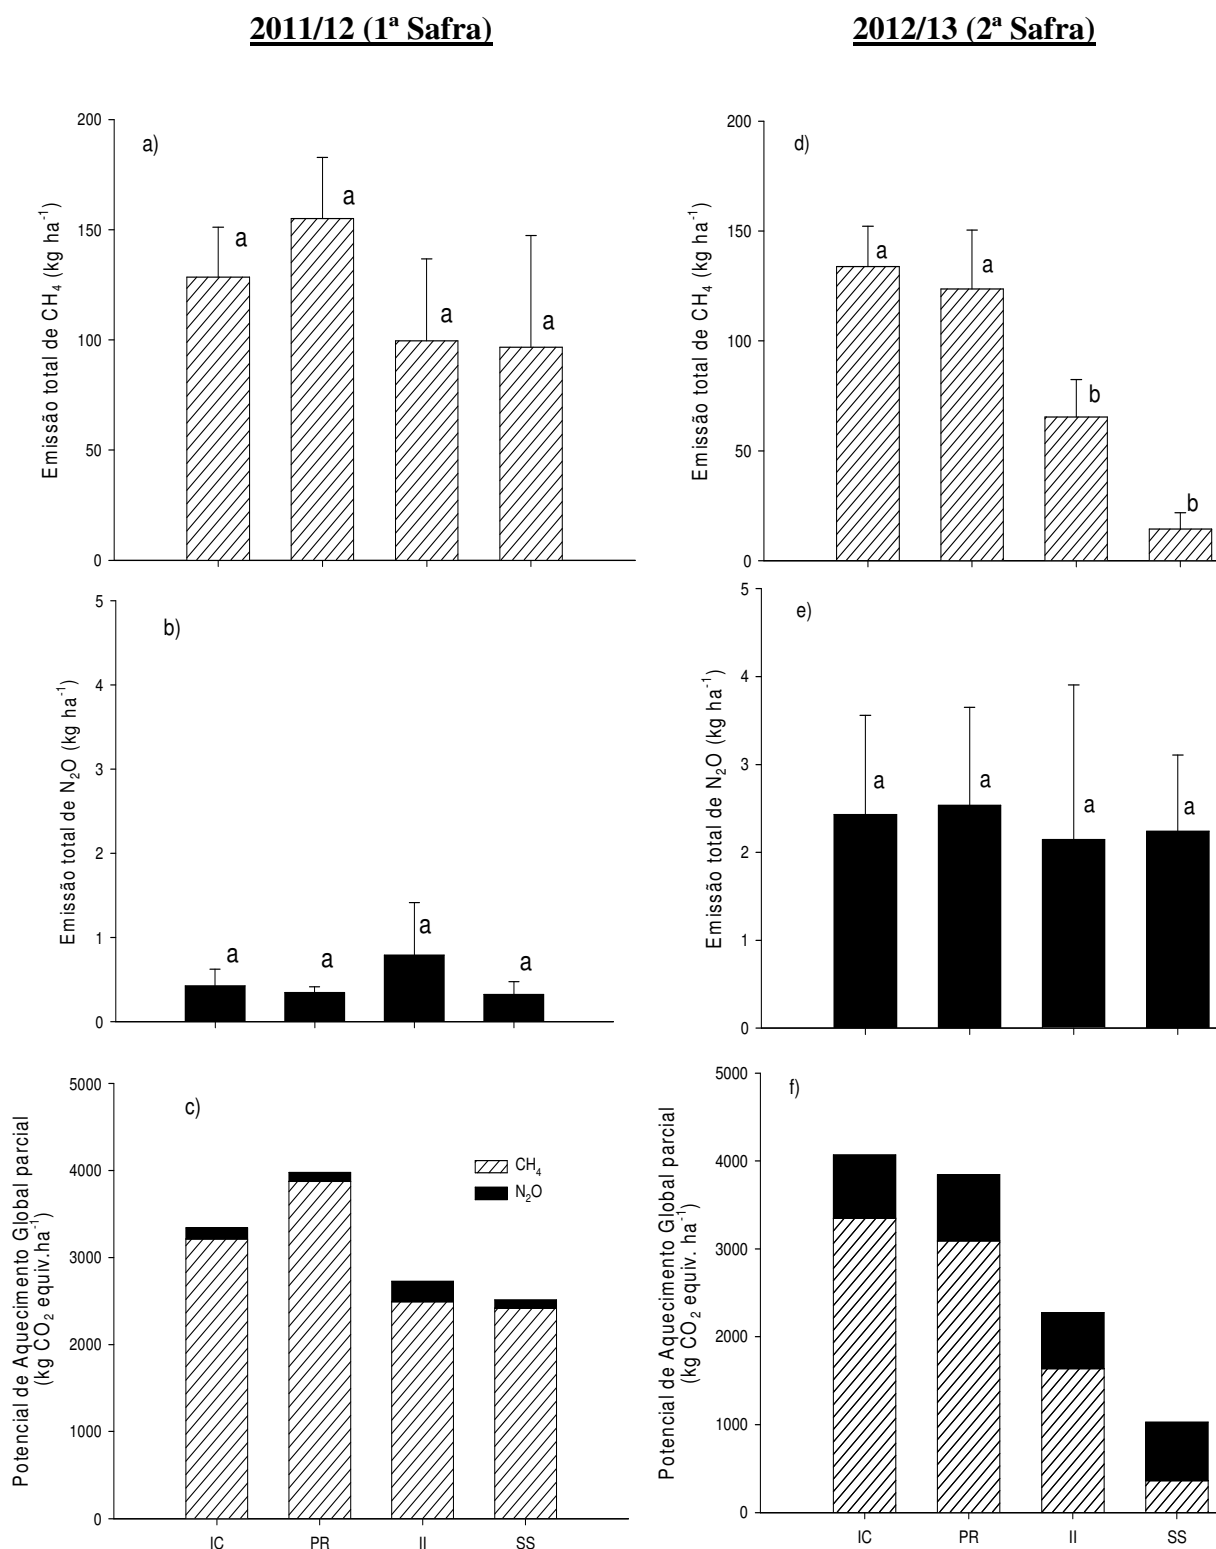 2011/12 (1ª Safra)
2012/13 (2ª Safra)
a)
Emissão total de CH4 (kg ha-1)
200
150
100
50
0
a
a
a
a
d)
Emissão total de CH4 (kg ha-1)
200
150
100
50
0
a
a
b
b
b)
Emissão total de N2O (kg ha-1)
5
4
3
2
1
0
a
a
a
a
e)
Emissão total de N2O (kg ha-1)
5
4
3
2
1
0
a
a
a
a
c)
Potencial de Aquecimento Global parcial
(kg CO2 equiv.ha-1)
5000
4000
3000
2000
1000
0
CH4
N2O
IC PR II SS
f)
Potencial de Aquecimento Global parcial
(kg CO2 equiv. ha-1)
5000
4000
3000
2000
1000
0
IC PR II SS